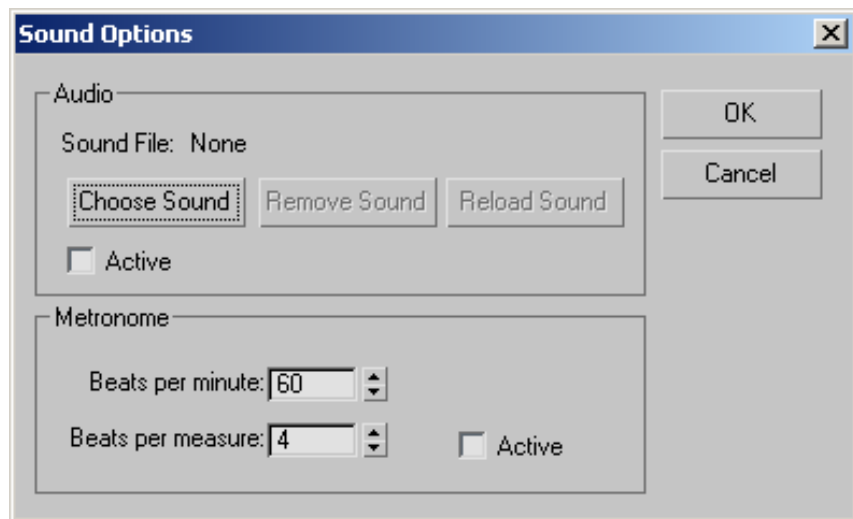 Sound Options
Audio
OK
Sound File: None
Cancel
Choose Sound Remove Sound Reload Sound
Active
Metronome
Beats per minute: 60
Beats per measure: 4 Active